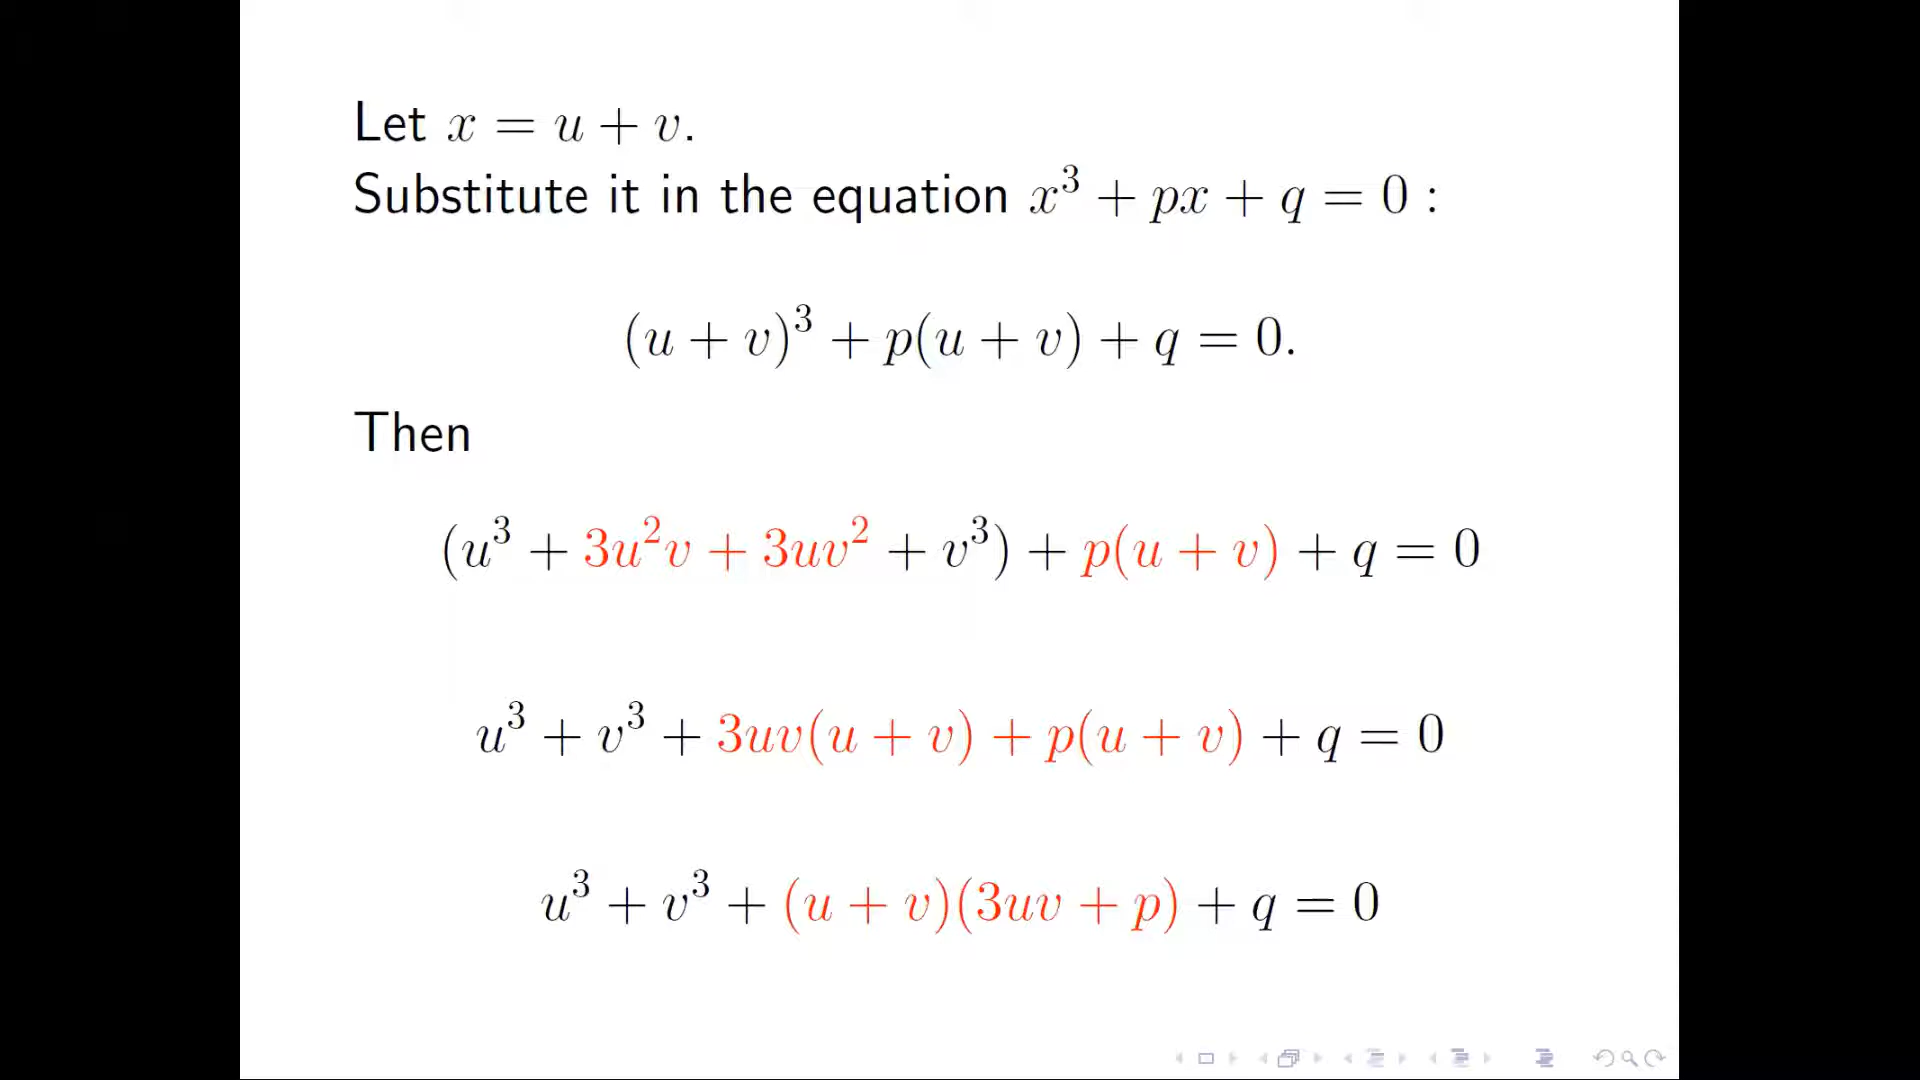 Let x = u + v.
Substitute it in the equation x³ + px + q = 0 :
(u + v)³ + p(u + v) + q = 0.
Then
(u³ + 3u²v + 3uv² + v³) + p(u + v) + q = 0
u³ + v³ + 3uv(u + v) + p(u + v) + q = 0
u³ + v³ + (u + v)(3uv + p) + q = 0